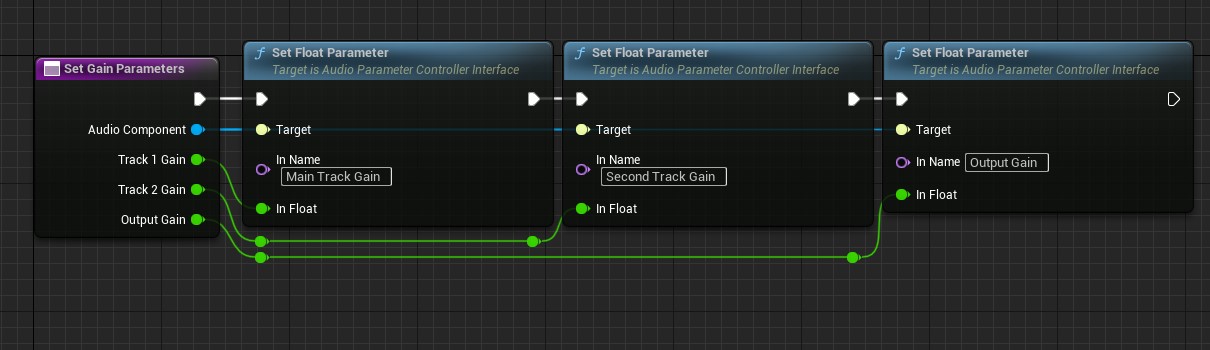 Set Gain Parameters
Audio Component
Track 1 Gain
Track 2 Gain
Output Gain
f Set Float Parameter
Target is Audio Parameter Controller Interface
Target
In Name
Main Track Gain
In Float
f Set Float Parameter
Target is Audio Parameter Controller Interface
Target
In Name
Second Track Gain
In Float
f Set Float Parameter
Target is Audio Parameter Controller Interface
Target
In Name Output Gain
In Float